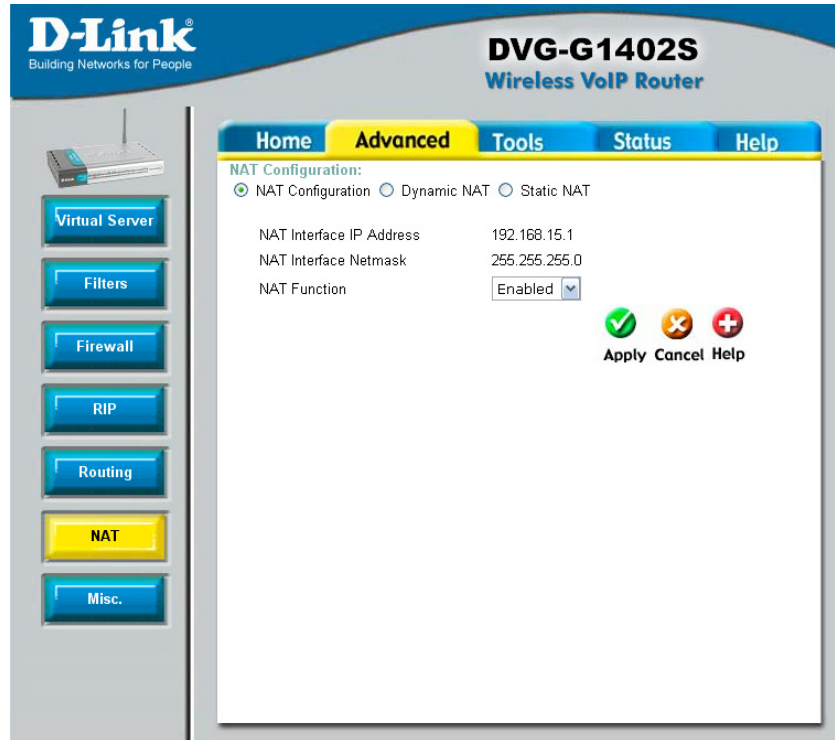 D-Link®
Building Networks for People
DVG-G1402S
Wireless VoIP Router
Home Advanced Tools Status Help
Virtual Server
Filters
Firewall
RIP
Routing
NAT
Misc.
NAT Configuration:
NAT Configuration Dynamic NAT Static NAT
NAT Interface IP Address 192.168.15.1
NAT Interface Netmask 255.255.255.0
NAT Function Enabled
Apply Cancel Help